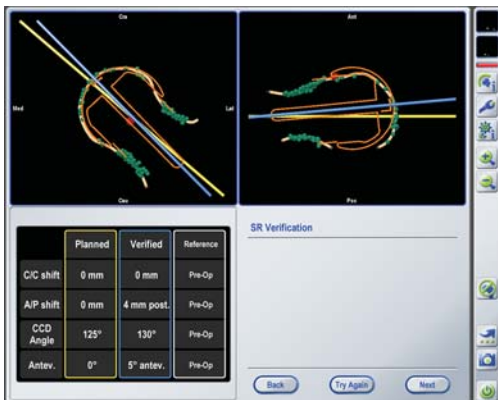 Cra
Ant
Med
Lat
Cau
Pos
SR Verification
Planned Verified Reference
C/C shift 0 mm 0 mm Pre-Op
A/P shift 0 mm 4 mm post. Pre-Op
CCD
Angle 125° 130° Pre-Op
Antev. 0° 5° antev. Pre-Op
Back Try Again Next